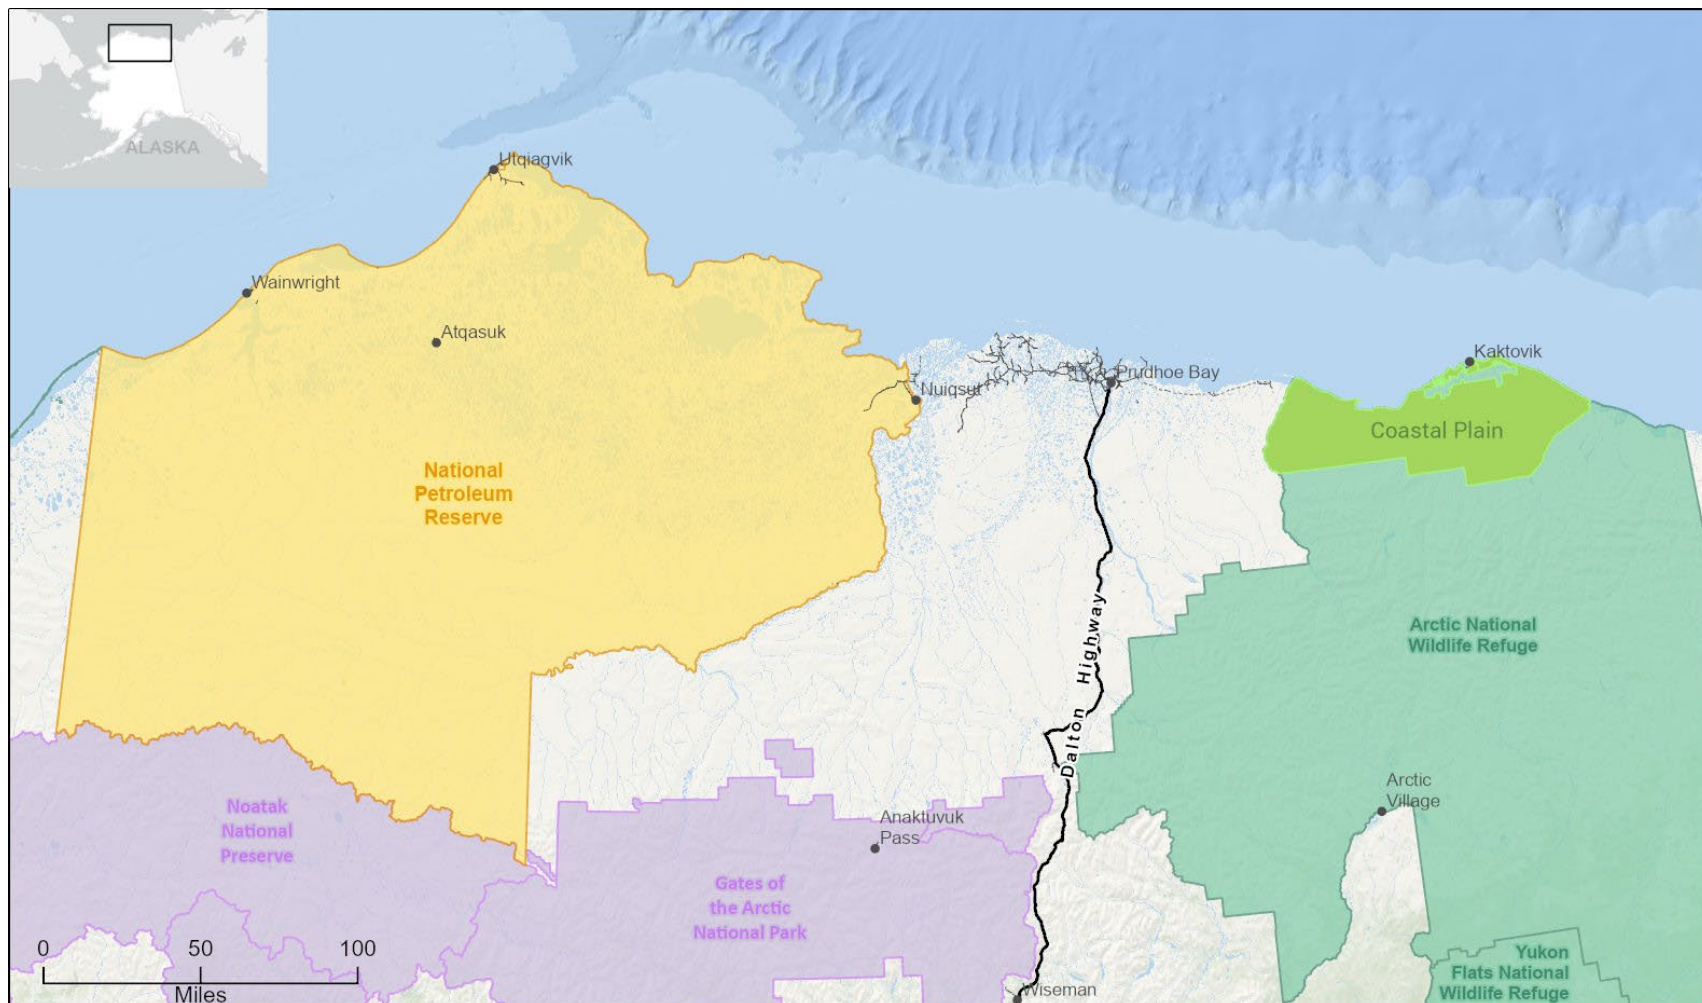 ALASKA
Utqiagvik
Wainwright
Atqasuk
Kaktovik
Prudhoe Bay
Nuiqsut
Coastal Plain
National
Petroleum
Reserve
Dalton Highway
Arctic National
Wildlife Refuge
Arctic
Village
Noatak
National
Preserve
Anaktuvuk
Pass
Gates of
the Arctic
National Park
Yukon
Flats National
Wildlife Refuge
Wiseman
0 50 100
Miles